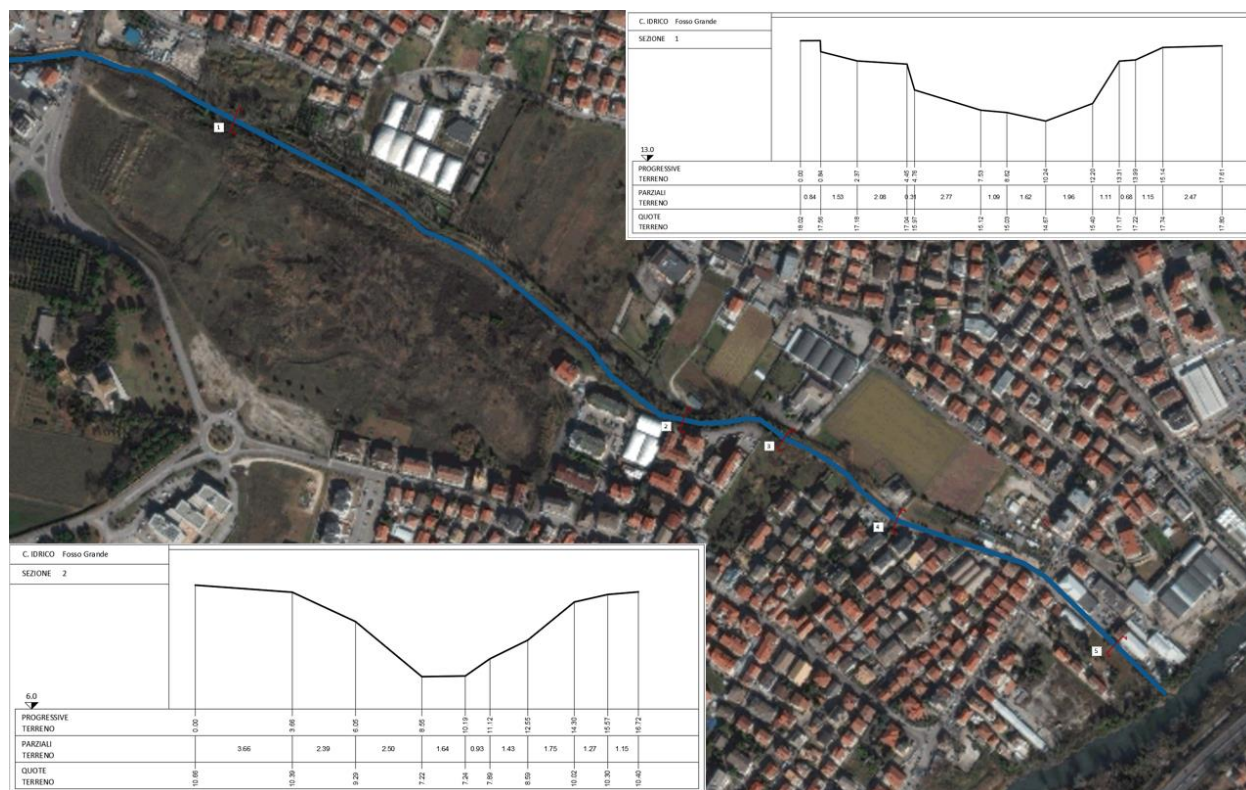 C. IDRICO Fosso Grande
SEZIONE 1
13.0
PROGRESSIVE TERRENO 0.00 0.84 2.37 4.45 4.76 7.53 8.62 10.24 12.20 13.31 13.99 15.14 17.61
PARZIALI TERRENO 0.84 1.53 2.08 0.31 2.77 1.09 1.62 1.96 1.11 0.68 1.15 2.47
QUOTE TERRENO 18.02 17.56 17.18 17.04 15.97 15.12 15.03 14.67 15.40 17.17 17.22 17.74 17.80
1
2
3
4
5
C. IDRICO Fosso Grande
SEZIONE 2
6.0
PROGRESSIVE TERRENO 0.00 3.66 6.05 8.55 10.19 11.12 12.55 14.30 15.57 16.72
PARZIALI TERRENO 3.66 2.39 2.50 1.64 0.93 1.43 1.75 1.27 1.15
QUOTE TERRENO 10.66 10.39 9.29 7.22 7.24 7.89 8.59 10.02 10.30 10.40